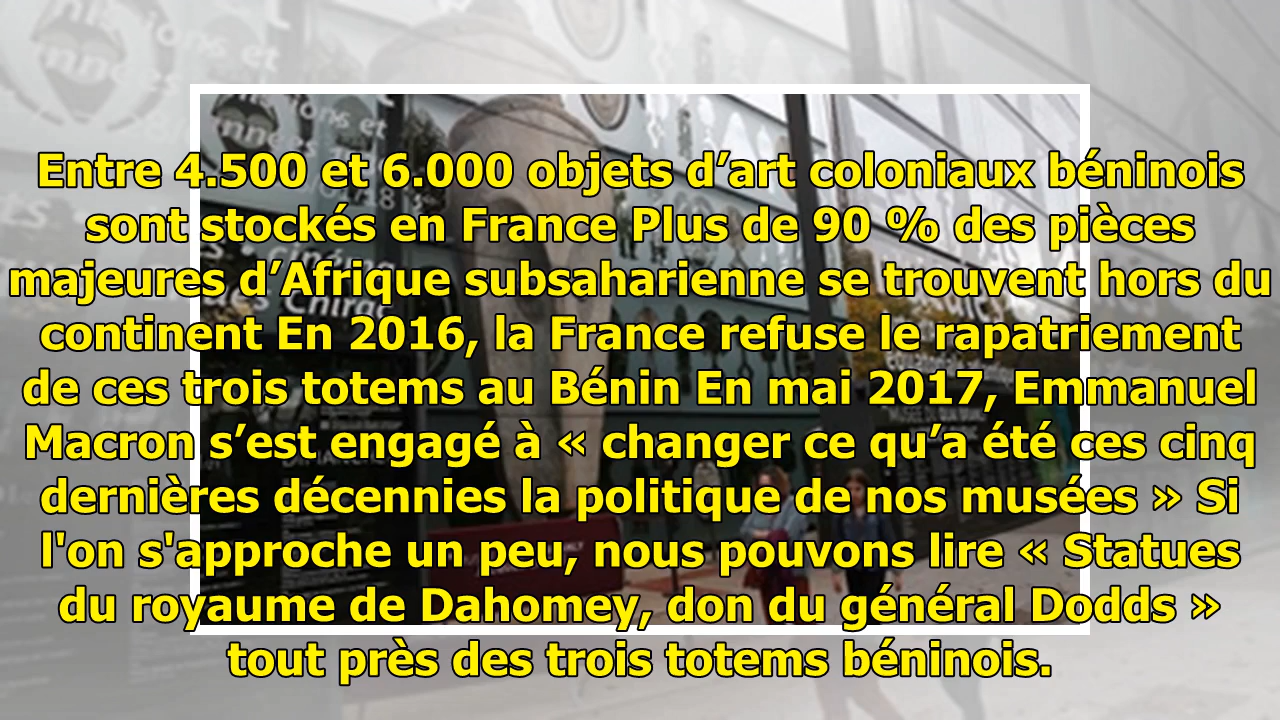 Entre 4.500 et 6.000 objets d’art coloniaux béninois
sont stockés en France Plus de 90 % des pièces
majeures d’Afrique subsaharienne se trouvent hors du
continent En 2016, la France refuse le rapatriement
de ces trois totems au Bénin En mai 2017, Emmanuel
Macron s’est engagé à « changer ce qu’a été ces cinq
dernières décennies la politique de nos musées » Si
l'on s'approche un peu, nous pouvons lire « Statues
du royaume de Dahomey, don du général Dodds »
tout près des trois totems béninois.